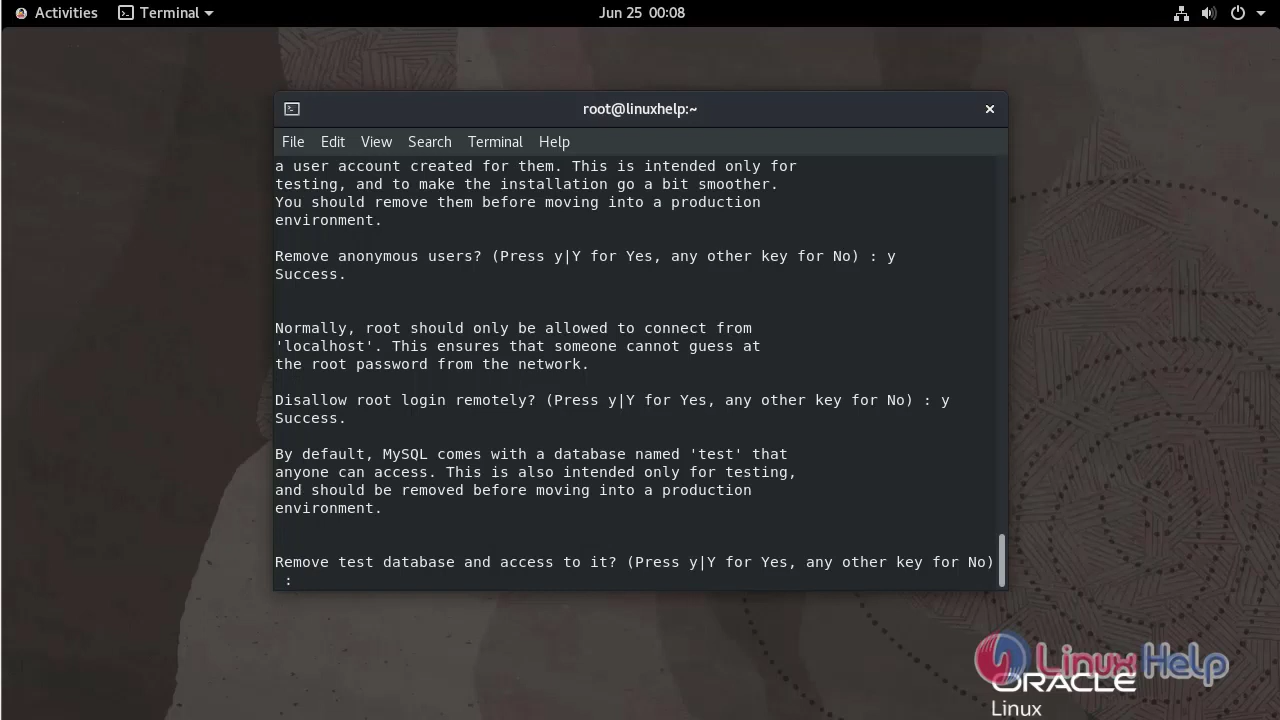 Activities
Terminal
Jun 25 00:08
root@linuxhelp:~
File Edit View Search Terminal Help
a user account created for them. This is intended only for
testing, and to make the installation go a bit smoother.
You should remove them before moving into a production
environment.
Remove anonymous users? (Press y|Y for Yes, any other key for No) : y
Success.
Normally, root should only be allowed to connect from
'localhost'. This ensures that someone cannot guess at
the root password from the network.
Disallow root login remotely? (Press y|Y for Yes, any other key for No) : y
Success.
By default, MySQL comes with a database named 'test' that
anyone can access. This is also intended only for testing,
and should be removed before moving into a production
environment.
Remove test database and access to it? (Press y|Y for Yes, any other key for No)
:
Linux Help
ORACLE
Linux